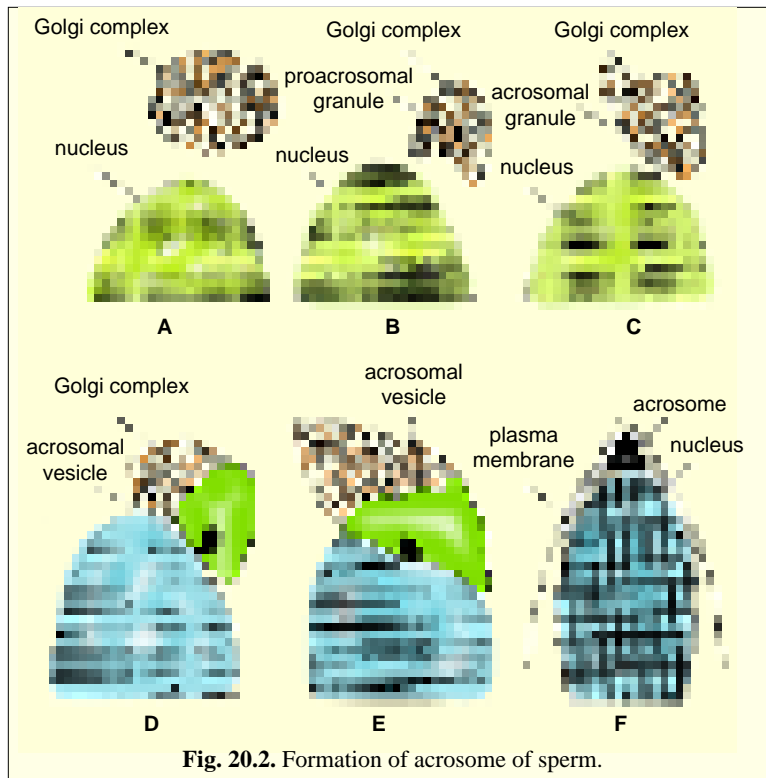 Golgi complex
nucleus
A
Golgi complex
proacrosomal
granule
nucleus
B
Golgi complex
acrosomal
granule
nucleus
C
Golgi complex
acrosomal
vesicle
D
acrosomal
vesicle
E
plasma
membrane
acrosome
nucleus
F
Fig. 20.2. Formation of acrosome of sperm.